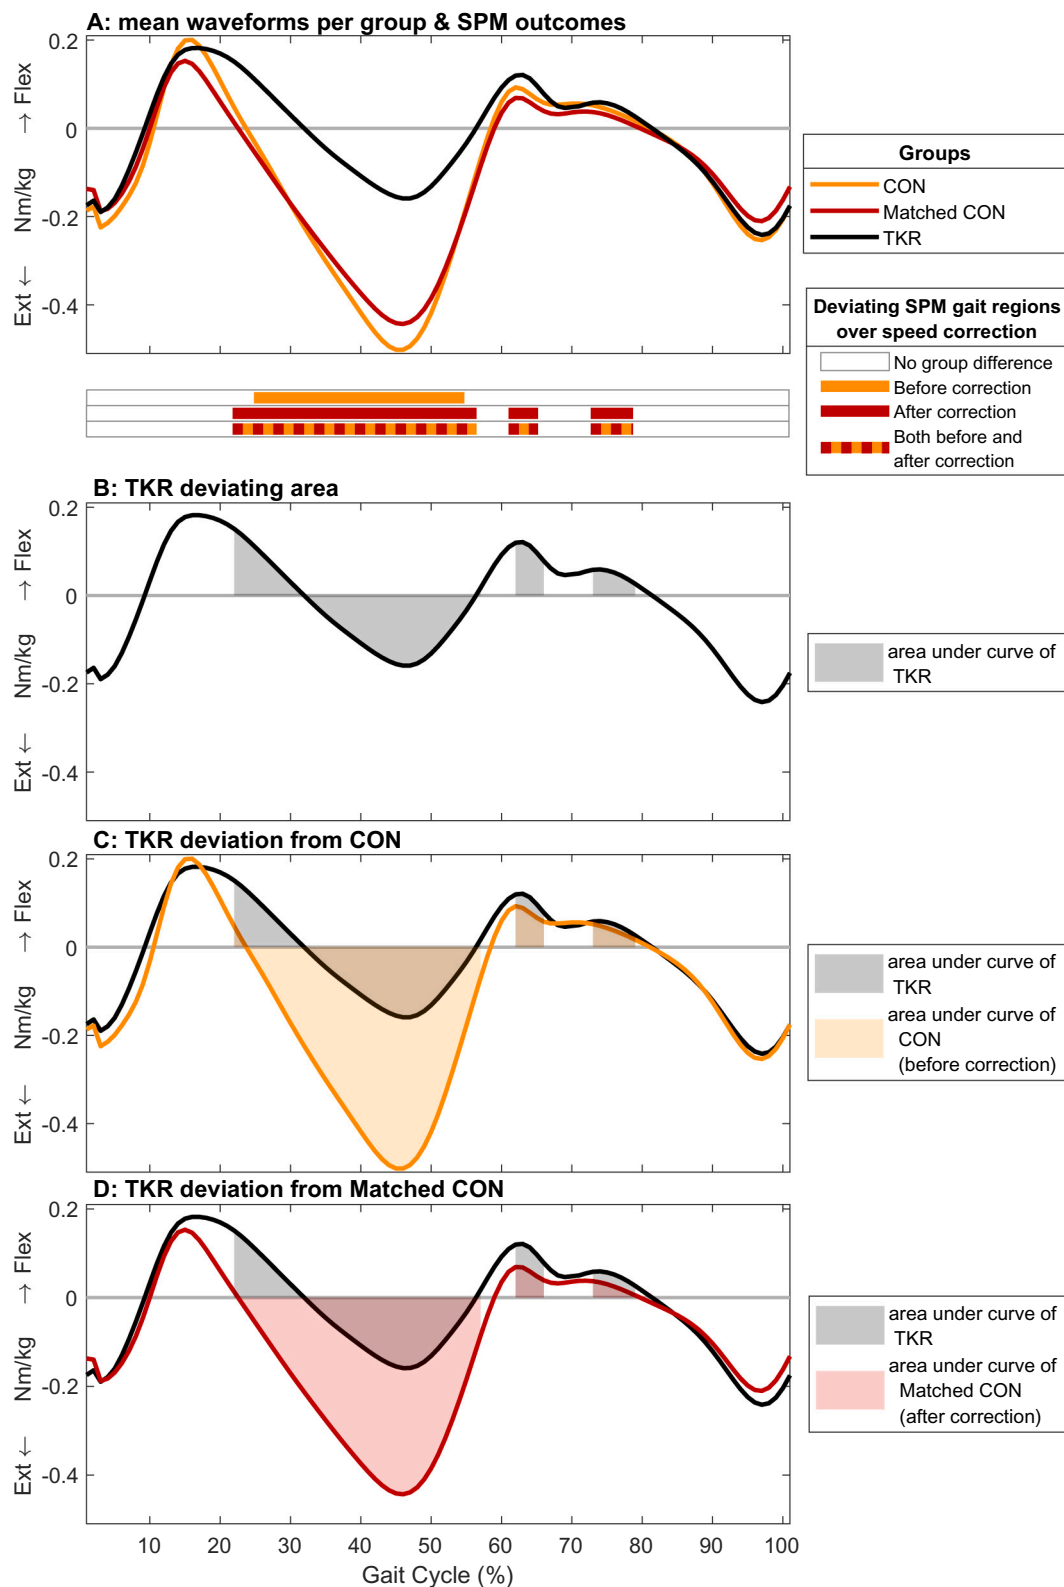 A: mean waveforms per group & SPM outcomes
0.2
0
-0.2
-0.4
Ext ← Nm/kg → Flex
Groups
CON
Matched CON
TKR
Deviating SPM gait regions
over speed correction
No group difference
Before correction
After correction
Both before and
after correction
B: TKR deviating area
0.2
0
-0.2
-0.4
Ext ← Nm/kg → Flex
area under curve of
TKR
C: TKR deviation from CON
0.2
0
-0.2
-0.4
Ext ← Nm/kg → Flex
area under curve of
TKR
area under curve of
CON
(before correction)
D: TKR deviation from Matched CON
0.2
0
-0.2
-0.4
Ext ← Nm/kg → Flex
area under curve of
TKR
area under curve of
Matched CON
(after correction)
10 20 30 40 50 60 70 80 90 100
Gait Cycle (%)